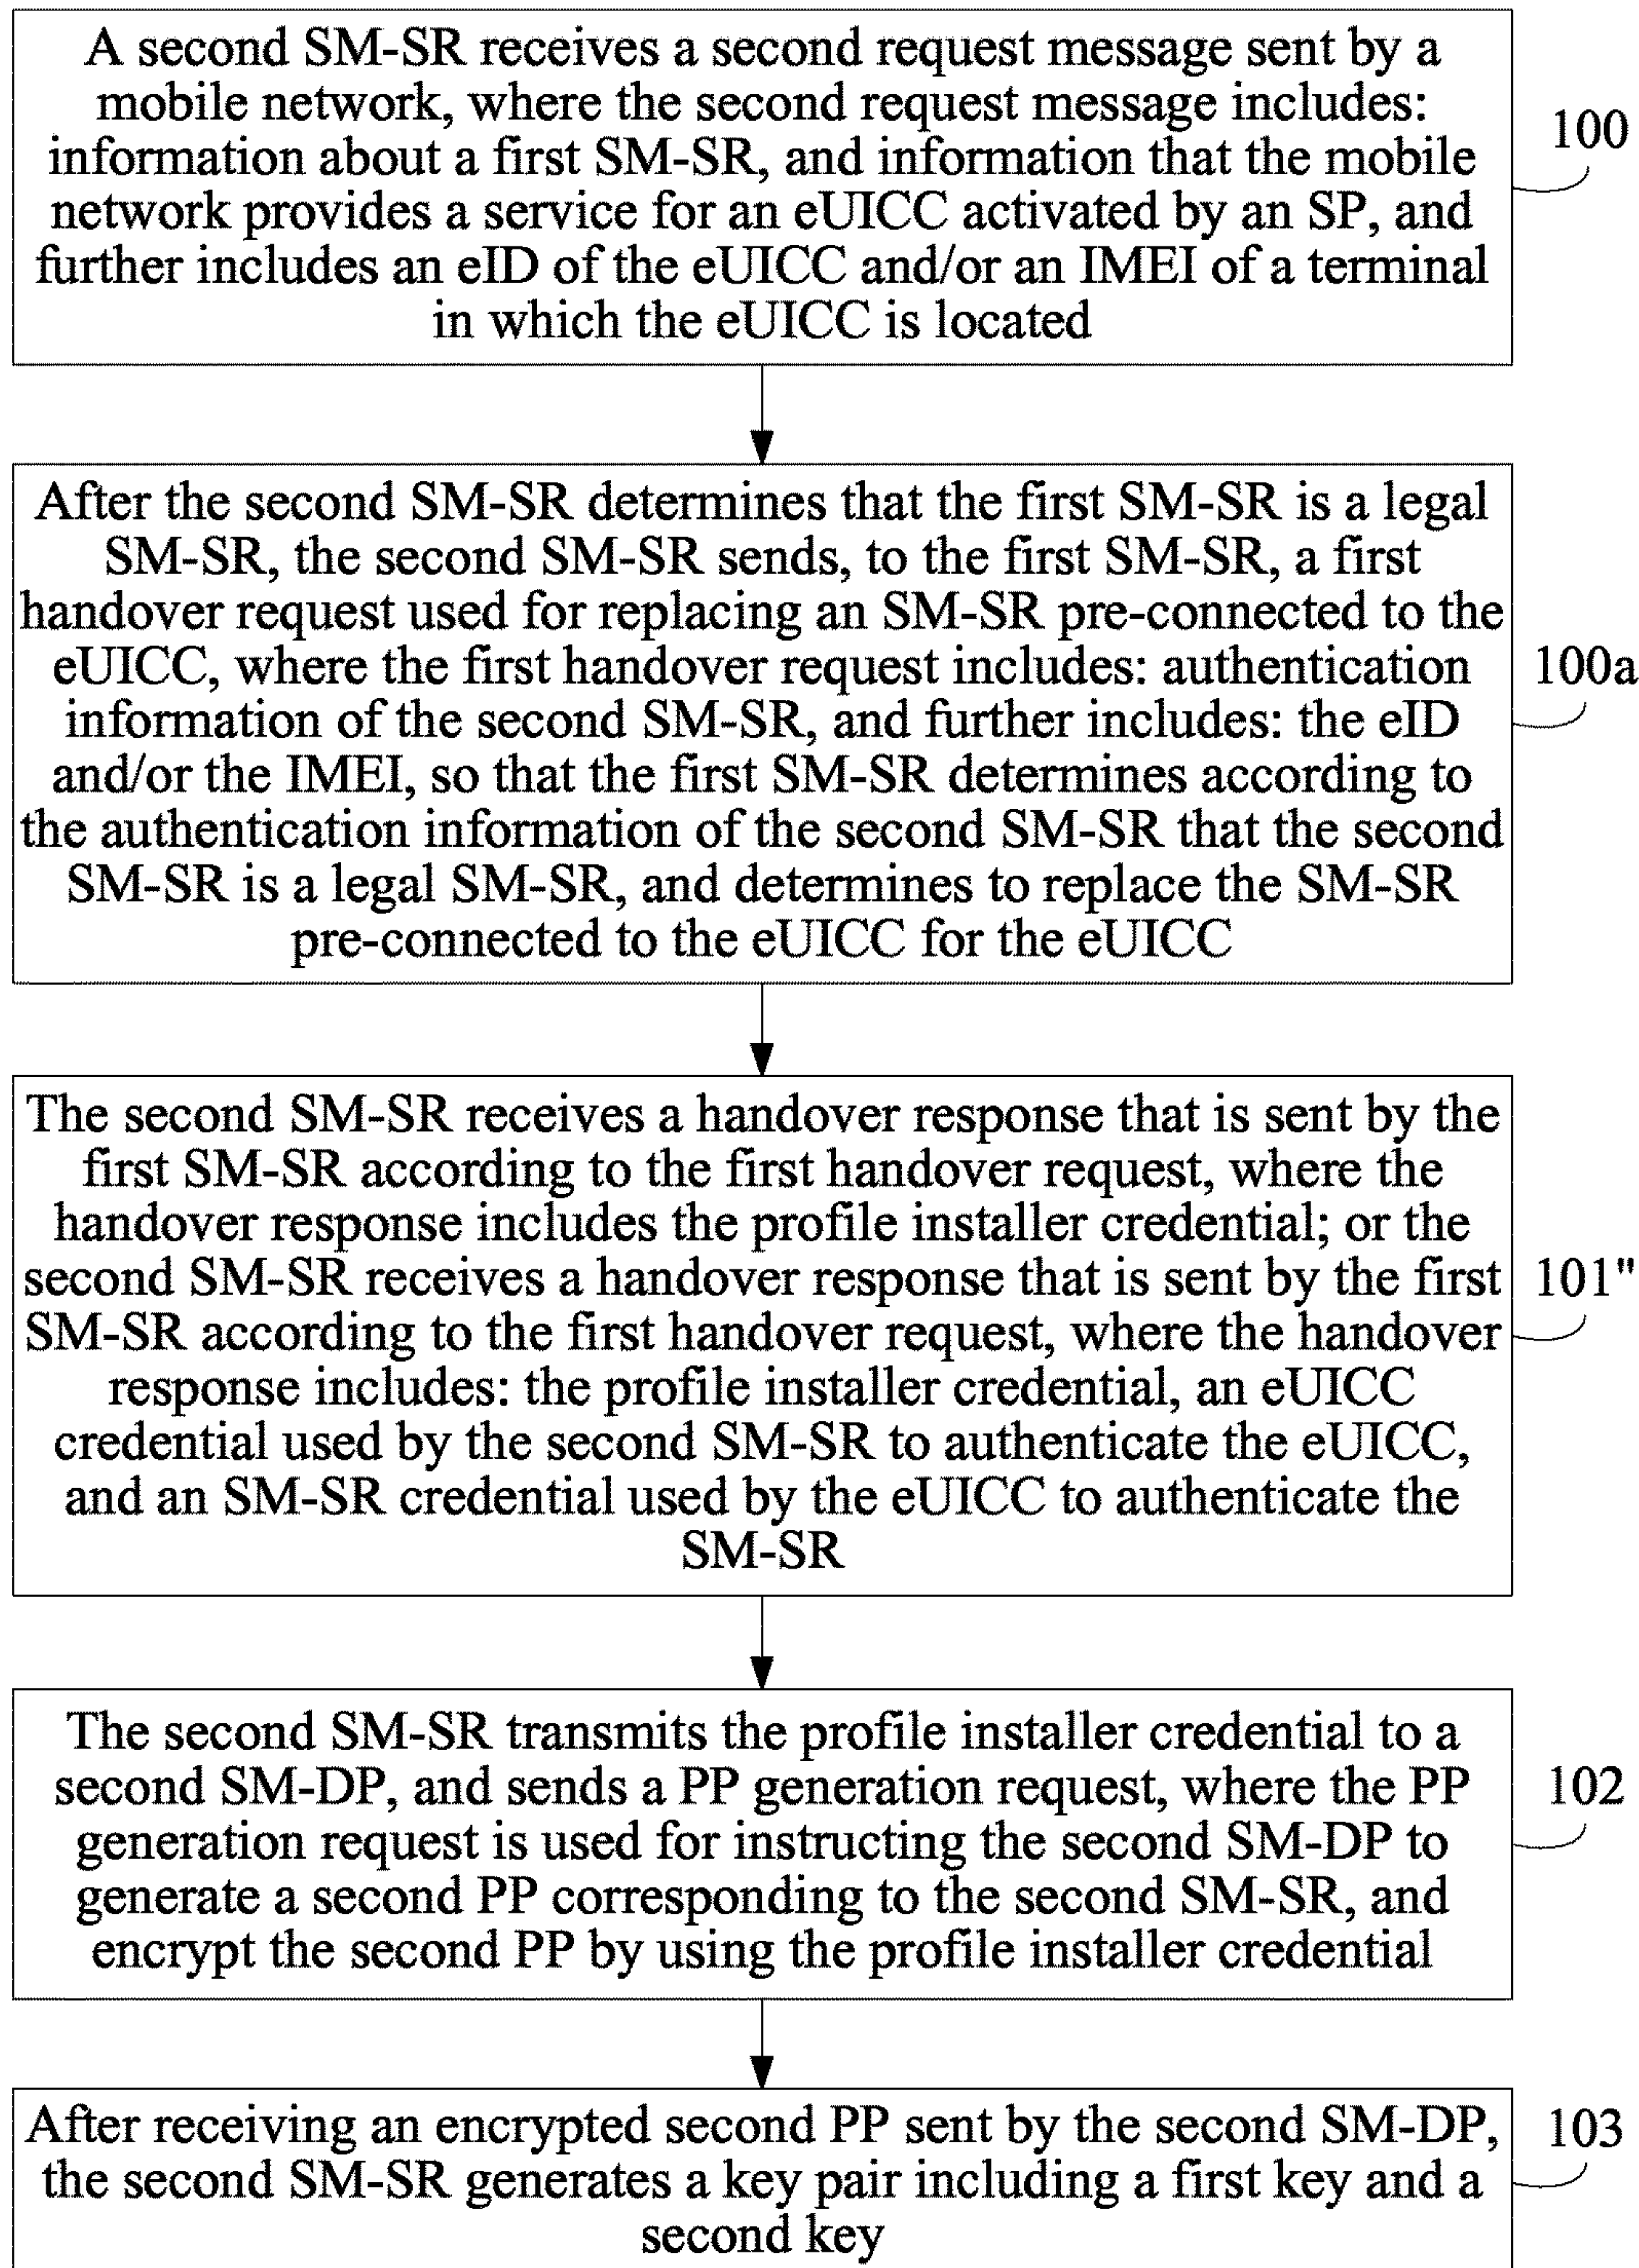 A second SM-SR receives a second request message sent by a
mobile network, where the second request message includes:
information about a first SM-SR, and information that the mobile
network provides a service for an eUICC activated by an SP, and
further includes an eID of the eUICC and/or an IMEI of a terminal
in which the eUICC is located
100
After the second SM-SR determines that the first SM-SR is a legal
SM-SR, the second SM-SR sends, to the first SM-SR, a first
handover request used for replacing an SM-SR pre-connected to the
eUICC, where the first handover request includes: authentication
information of the second SM-SR, and further includes: the eID
and/or the IMEI, so that the first SM-SR determines according to
the authentication information of the second SM-SR that the second
SM-SR is a legal SM-SR, and determines to replace the SM-SR
pre-connected to the eUICC for the eUICC
100a
The second SM-SR receives a handover response that is sent by the
first SM-SR according to the first handover request, where the
handover response includes the profile installer credential; or the
second SM-SR receives a handover response that is sent by the first
SM-SR according to the first handover request, where the handover
response includes: the profile installer credential, an eUICC
credential used by the second SM-SR to authenticate the eUICC,
and an SM-SR credential used by the eUICC to authenticate the
SM-SR
101"
The second SM-SR transmits the profile installer credential to a
second SM-DP, and sends a PP generation request, where the PP
generation request is used for instructing the second SM-DP to
generate a second PP corresponding to the second SM-SR, and
encrypt the second PP by using the profile installer credential
102
After receiving an encrypted second PP sent by the second SM-DP,
the second SM-SR generates a key pair including a first key and a
second key
103